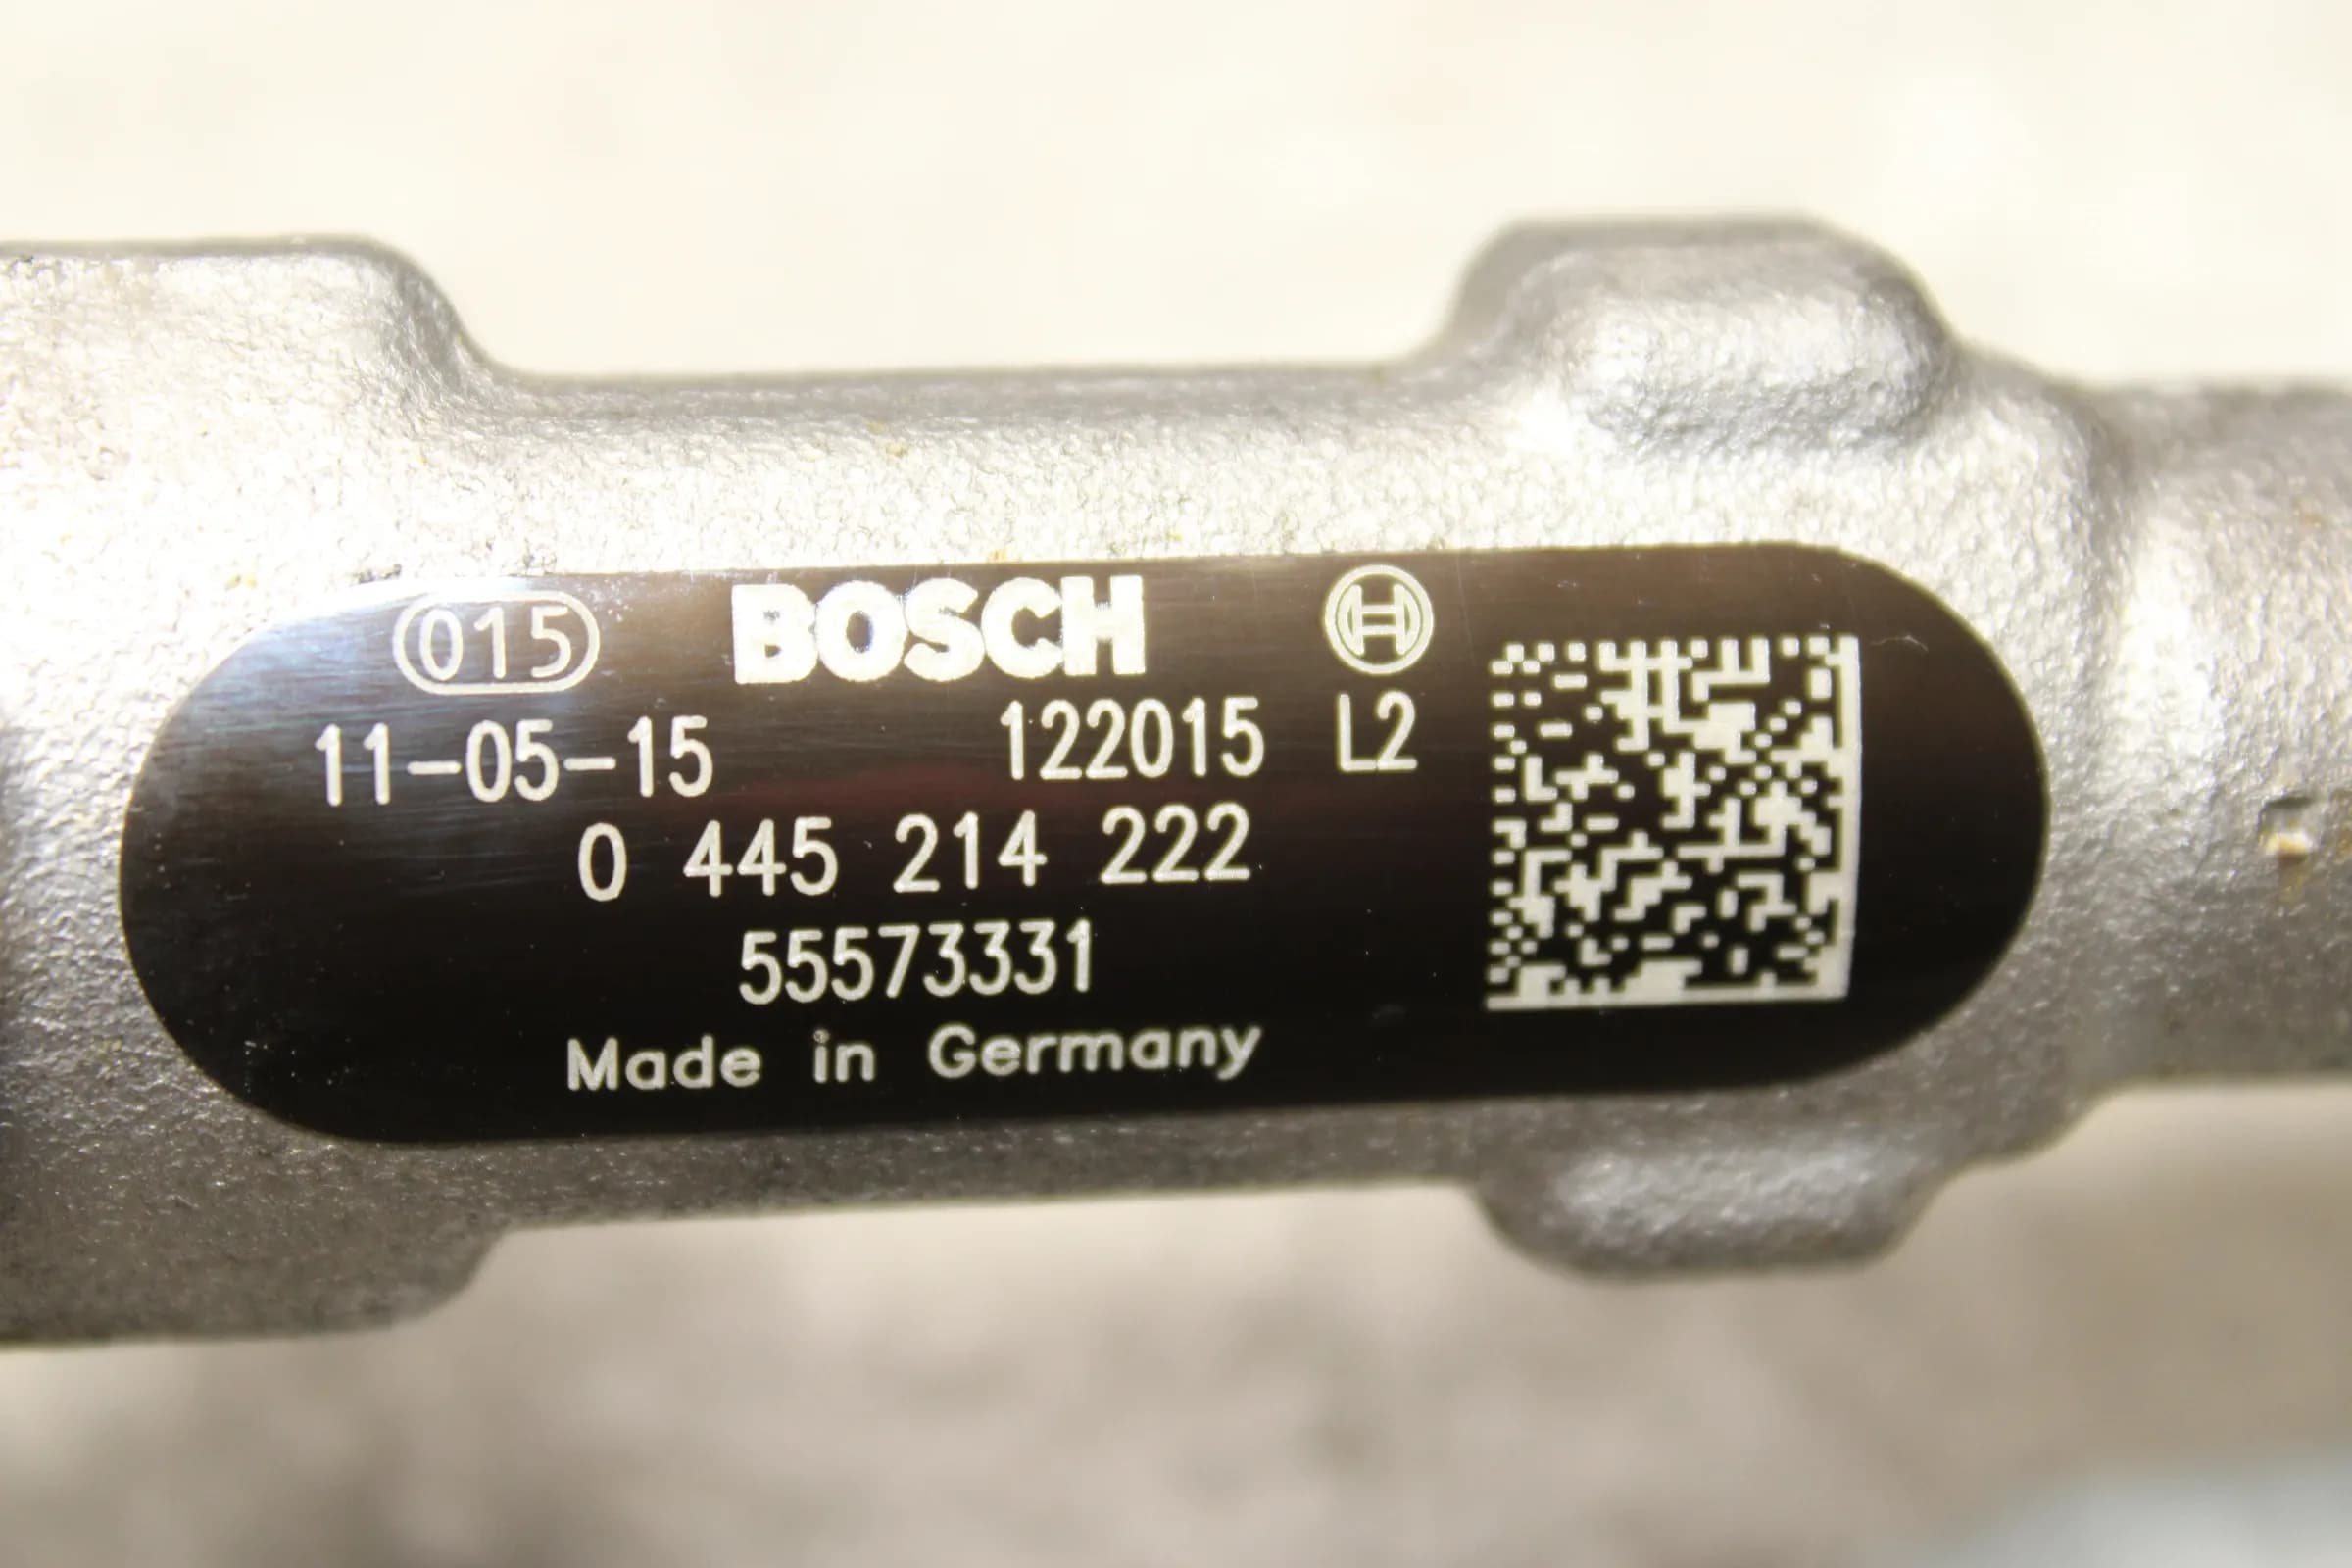 015 BOSCH
11-05-15 122015 L2
0 445 214 222
55573331
Made in Germany